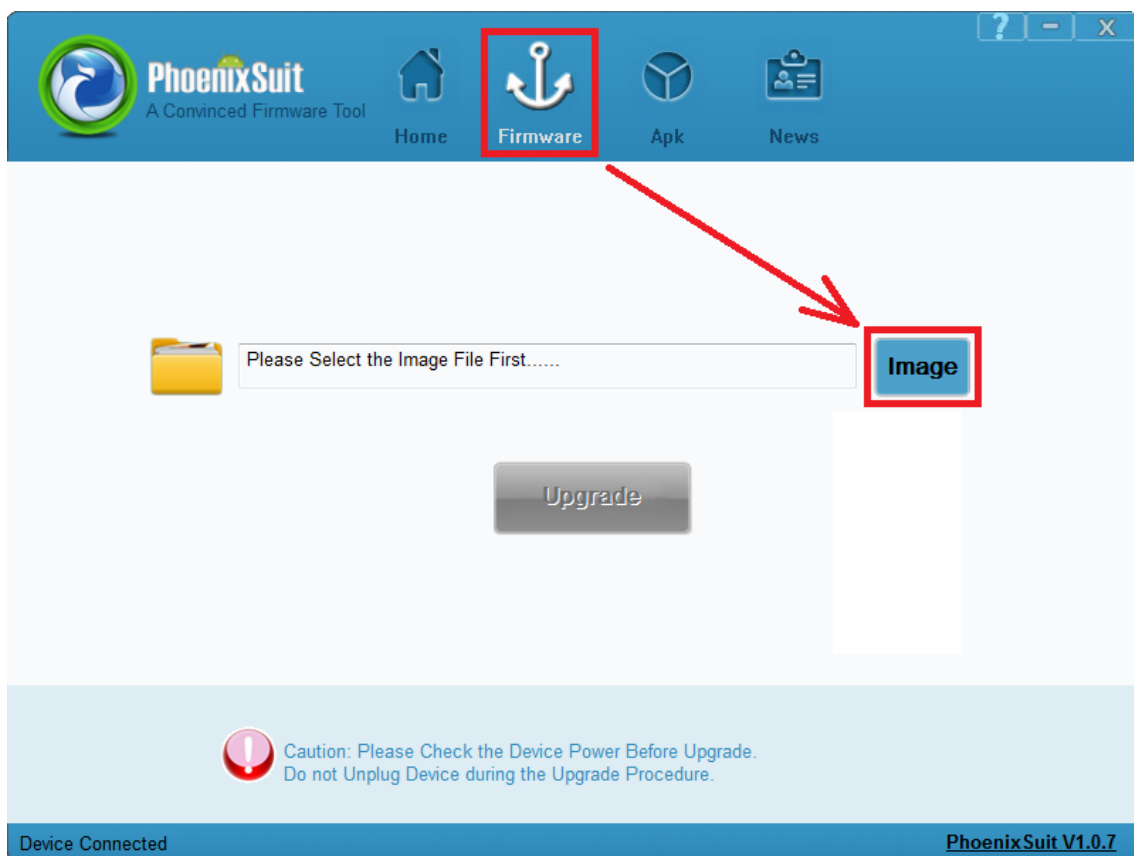 ? - X
PhoenixSuit
A Convinced Firmware Tool
Home
Firmware
Apk
News
Please Select the Image File First......
Image
Upgrade
Caution: Please Check the Device Power Before Upgrade.
Do not Unplug Device during the Upgrade Procedure.
Device Connected
PhoenixSuit V1.0.7